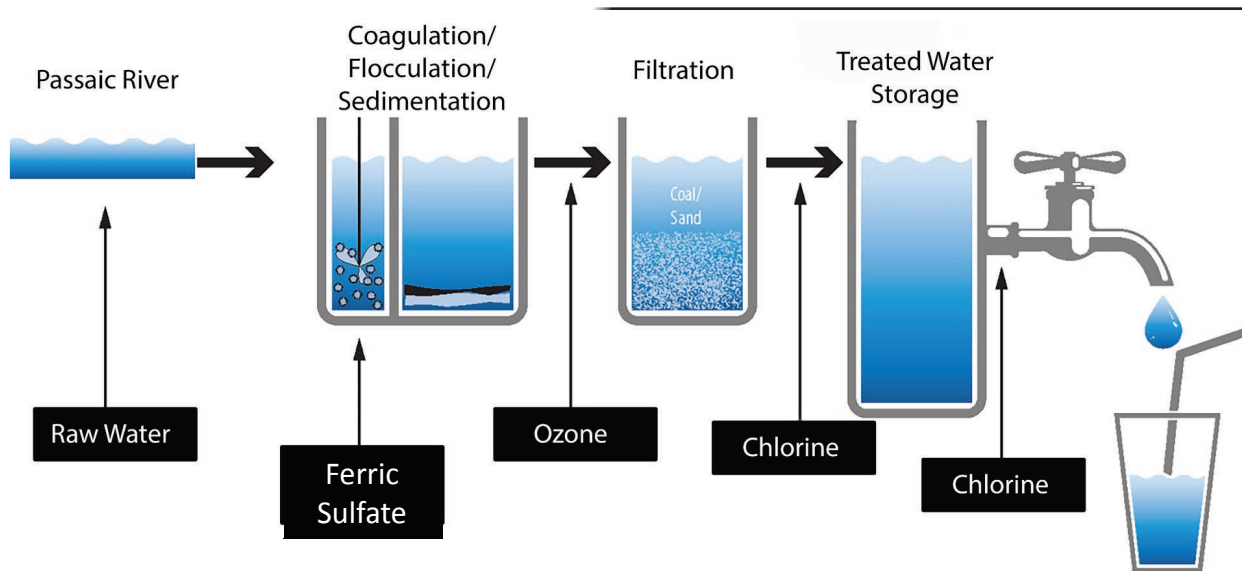 Passaic River
Coagulation/
Flocculation/
Sedimentation
Filtration
Treated Water
Storage
Coal/
Sand
Raw Water
Ferric
Sulfate
Ozone
Chlorine
Chlorine